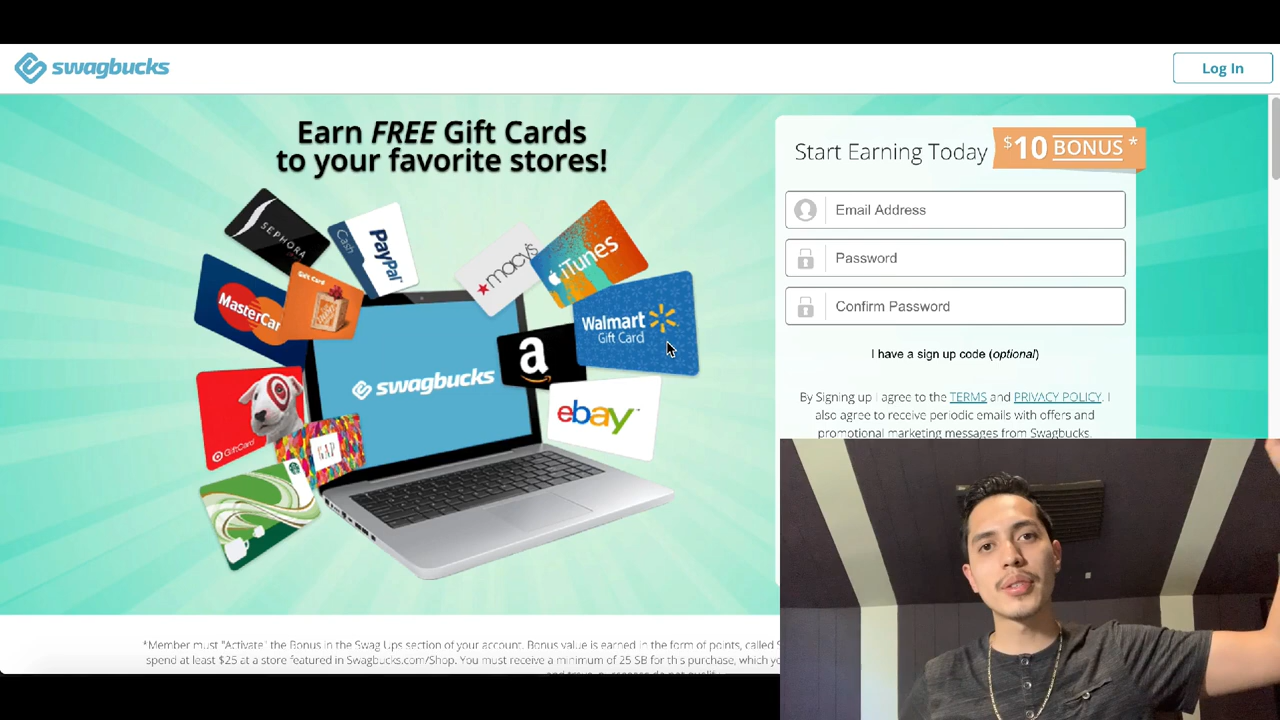 swagbucks
Log In
Earn FREE Gift Cards
to your favorite stores!
Start Earning Today
$10 BONUS*
Email Address
Password
Confirm Password
I have a sign up code (optional)
By Signing up I agree to the TERMS and PRIVACY POLICY. I
also agree to receive periodic emails with offers and
promotional marketing messages from Swagbucks.
SEPHORA
Cash PayPal
macy's
iTunes
MasterCar
Gift Card
Walmart
Gift Card
a
swagbucks
ebay
GiftCard
GAP
*Member must "Activate" the Bonus in the Swag Ups section of your account. Bonus value is earned in the form of points, called
spend at least $25 at a store featured in Swagbucks.com/Shop. You must receive a minimum of 25 SB for this purchase, which